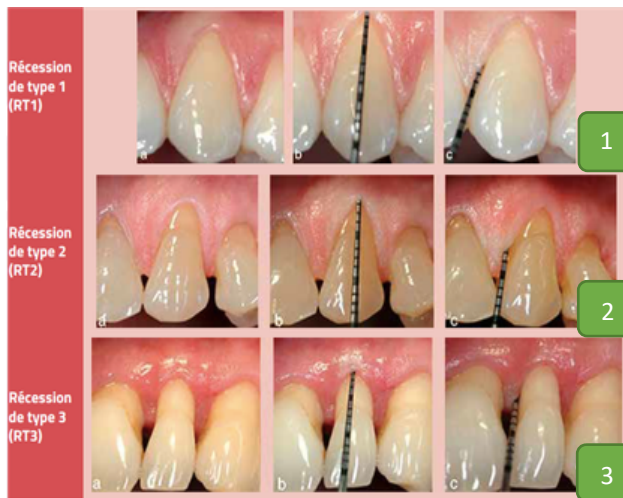 Récession
de type 1
(RT1)
a
b
c
1
Récession
de type 2
(RT2)
a
b
c
2
Récession
de type 3
(RT3)
a
b
c
3